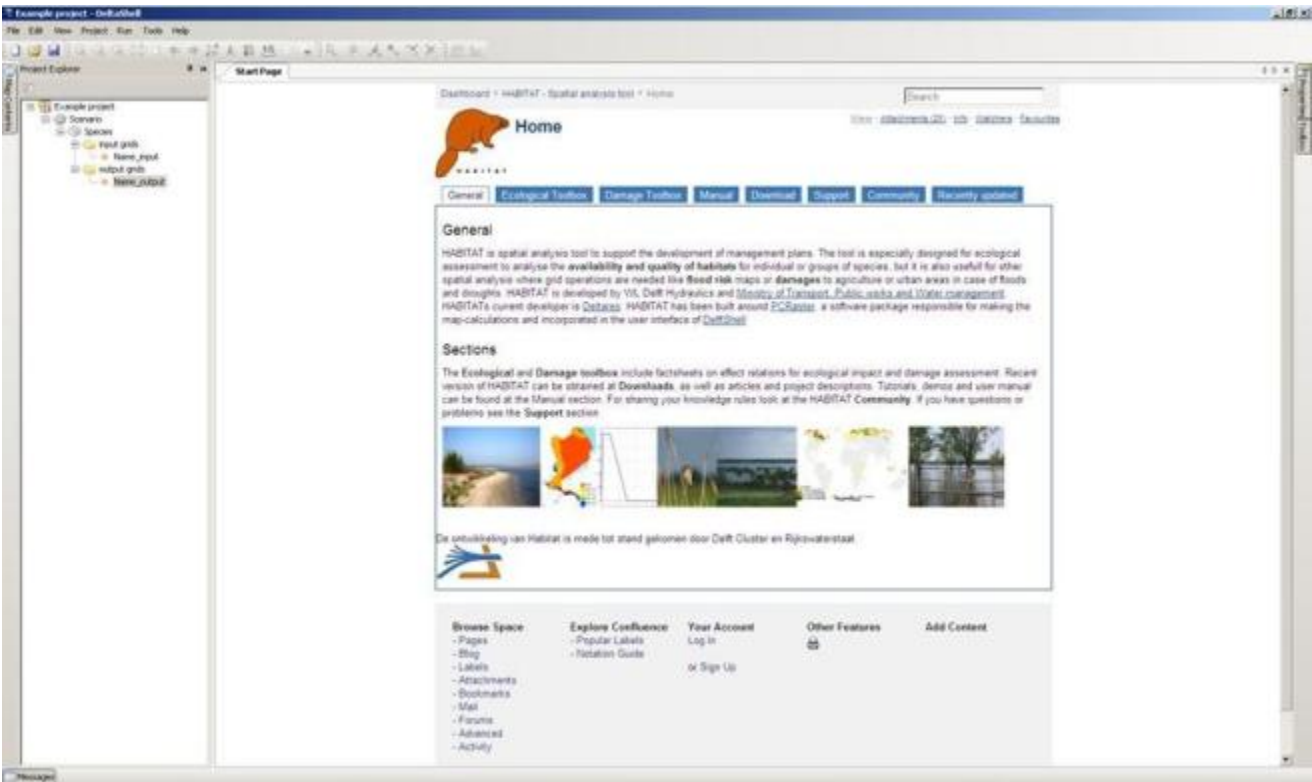 Example project - DeltaShell
File Edit View Project Run Tools Help
Project Explorer
Start Page
Map Contents
Example project
Scenario
Species
input grids
Name_input
output grids
Name_output
Dashboard > HABITAT - Spatial analysis tool > Home
Search
Home
View Attachments (20) Info Watchers Favourites
HABITAT
General Ecological Toolbox Damage Toolbox Manual Download Support Community Recently updated
General
HABITAT is spatial analysis tool to support the development of management plans. The tool is especially designed for ecological
assessment to analyse the availability and quality of habitats for individual or groups of species, but it is also usefull for other
spatial analysis where grid operations are needed like flood risk maps or damages to agriculture or urban areas in case of floods
and droughts. HABITAT is developed by WL Delft Hydraulics and Ministry of Transport, Public works and Water management.
HABITATs current developer is Deltares. HABITAT has been built around PCRaster, a software package responsible for making the
map-calculations and incorporated in the user interface of DelftShell
Sections
The Ecological and Damage toolbox include factsheets on effect relations for ecological impact and damage assessment. Recent
version of HABITAT can be obtained at Downloads, as well as articles and project descriptions. Tutorials, demos and user manual
can be found at the Manual section. For sharing your knowledge rules look at the HABITAT Community. If you have questions or
problems see the Support section
De ontwikkeling van Habitat is mede tot stand gekomen door Delft Cluster en Rijkswaterstaat.
Browse Space
- Pages
- Blog
- Labels
- Attachments
- Bookmarks
- Mail
- Forums
- Advanced
- Activity
Explore Confluence
- Popular Labels
- Notation Guide
Your Account
Log In
or Sign Up
Other Features
Add Content
Messages